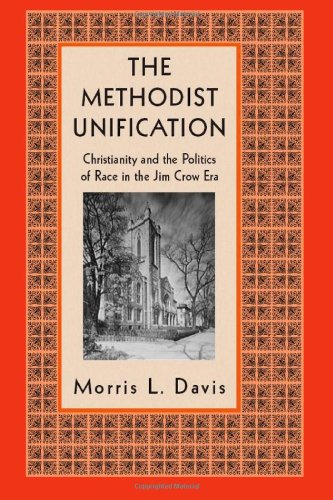 THE
METHODIST
UNIFICATION
Christianity and the Politics
of Race in the Jim Crow Era
Morris L. Davis